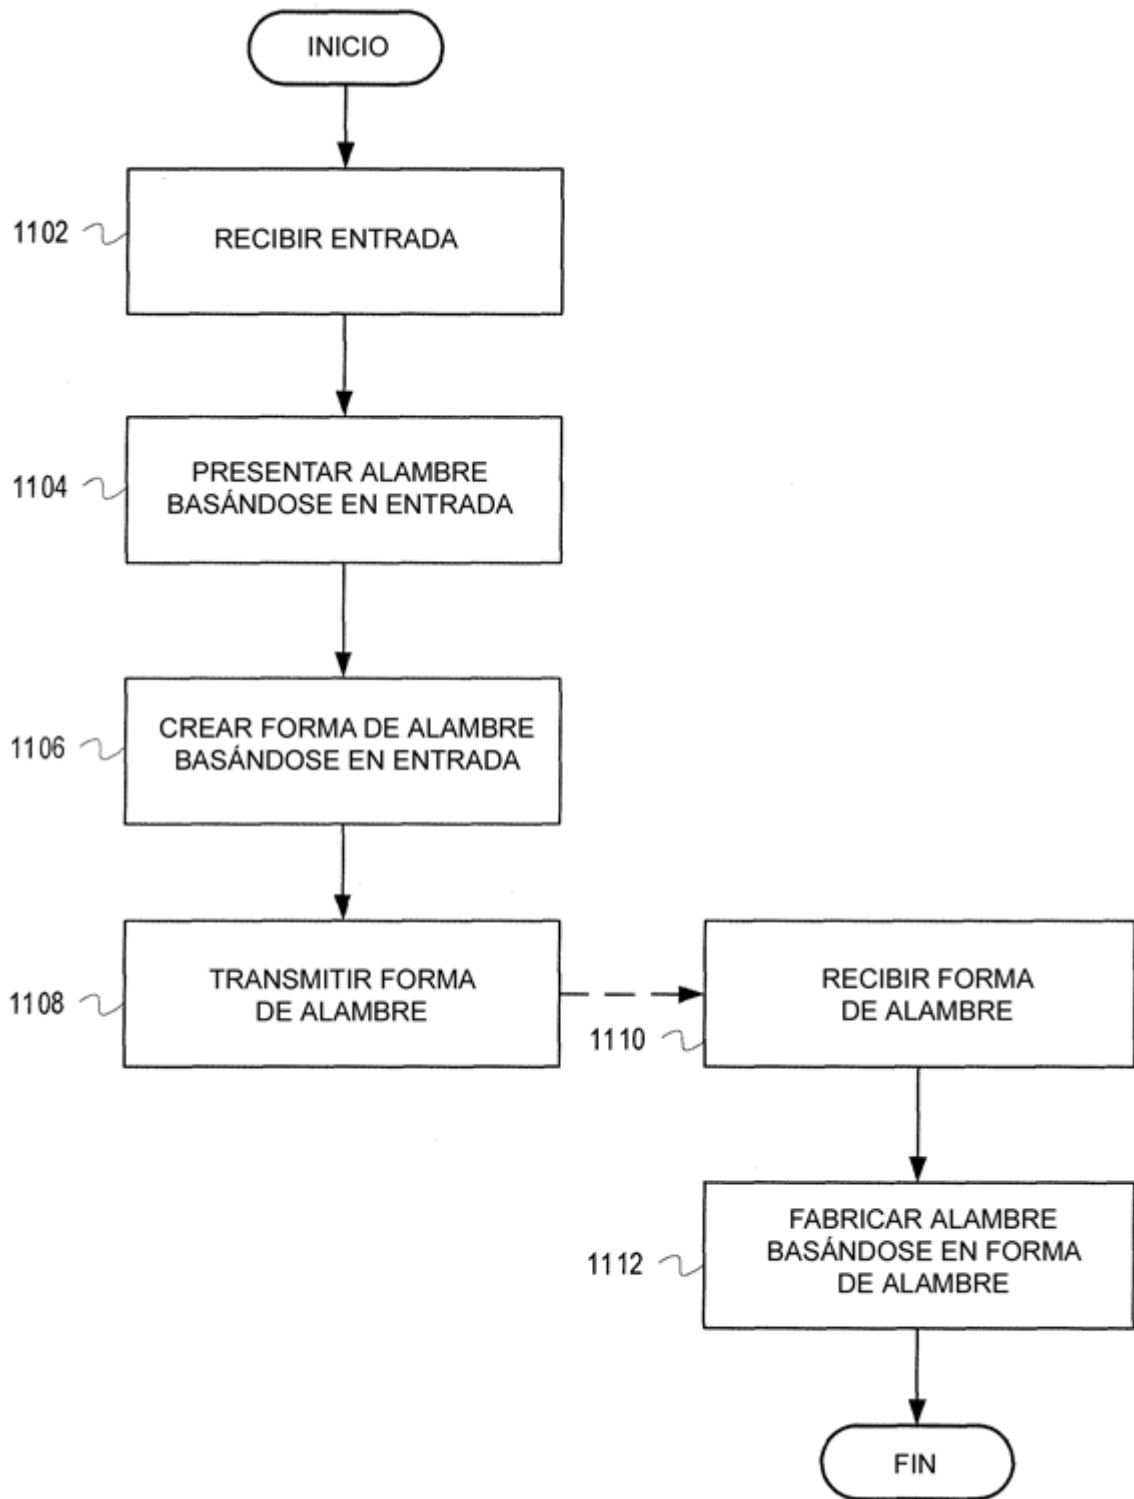 INICIO
1102
RECIBIR ENTRADA
1104
PRESENTAR ALAMBRE
BASÁNDOSE EN ENTRADA
1106
CREAR FORMA DE ALAMBRE
BASÁNDOSE EN ENTRADA
1108
TRANSMITIR FORMA
DE ALAMBRE
1110
RECIBIR FORMA
DE ALAMBRE
1112
FABRICAR ALAMBRE
BASÁNDOSE EN FORMA
DE ALAMBRE
FIN